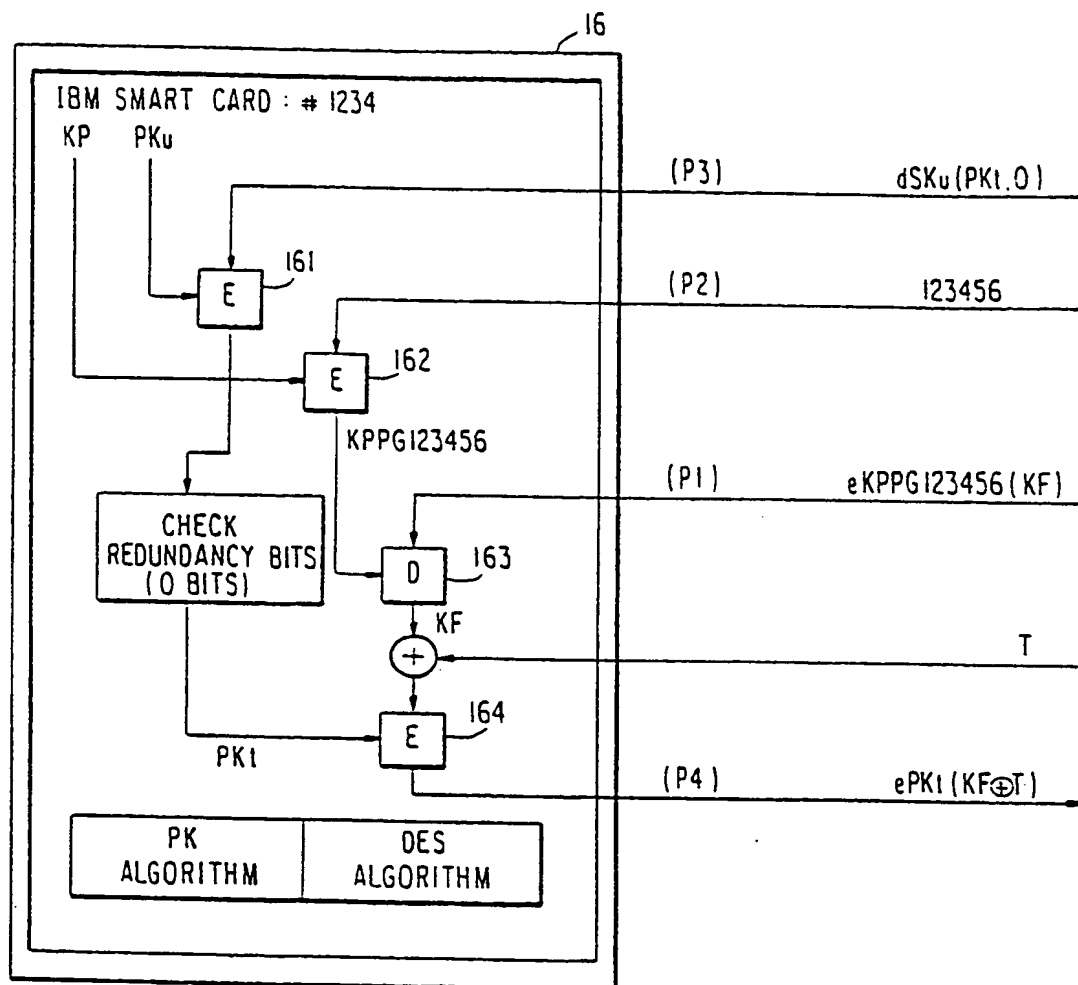 16
IBM SMART CARD : # 1234
KP PKu
(P3) dSKu(PKt,0)
161
E
(P2) 123456
162
E
KPPG123456
(P1) eKPPG123456(KF)
CHECK
REDUNDANCY BITS
(0 BITS)
163
D
KF
+
T
164
E
PKt
(P4) ePKt(KF⊕T)
PK
ALGORITHM
DES
ALGORITHM